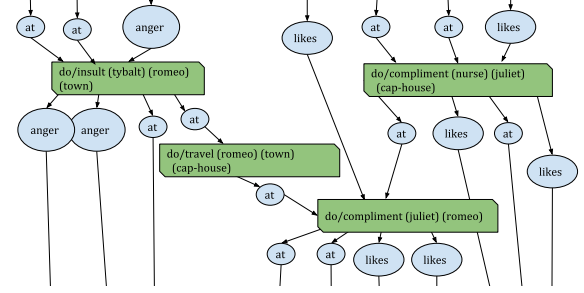 at
at
anger
likes
at
at
likes
do/insult (tybalt) (romeo)
(town)
do/compliment (nurse) (juliet)
(cap-house)
anger
anger
at
at
at
likes
at
likes
do/travel (romeo) (town)
(cap-house)
at
do/compliment (juliet) (romeo)
at
at
likes
likes